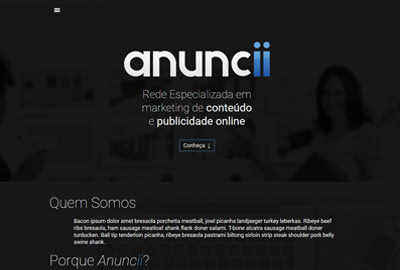 anuncii
Rede Especializada em
marketing de conteúdo
e publicidade online
Conheça ↓
Quem Somos
Bacon ipsum dolor amet bresaola porchetta meatball, jowl picanha landjaeger turkey leberkas. Ribeye beef
ribs bresaola, ham sausage meatloaf shank flank doner salami. T-bone alcatra sausage meatball doner
turducken. Ball tip tenderloin picanha, ribeye bresaola pastrami biltong sirloin strip steak shoulder pork belly
swine shank.
Porque Anuncii?